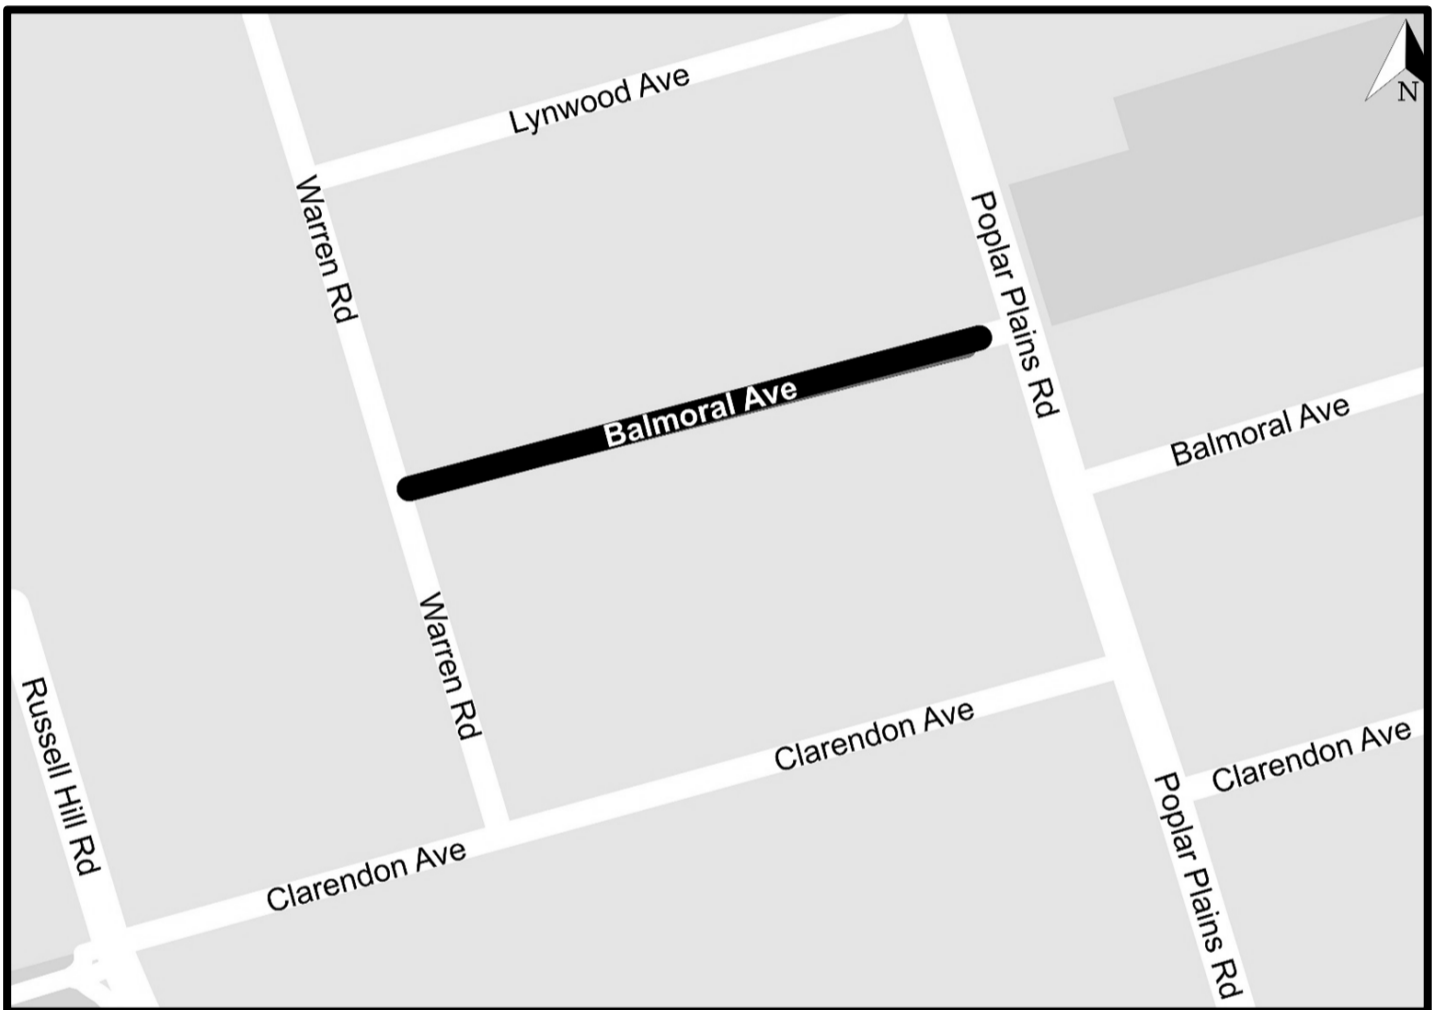 Lynwood Ave
N
Warren Rd
Poplar Plains Rd
Balmoral Ave
Balmoral Ave
Warren Rd
Russell Hill Rd
Clarendon Ave
Clarendon Ave
Poplar Plains Rd
Clarendon Ave